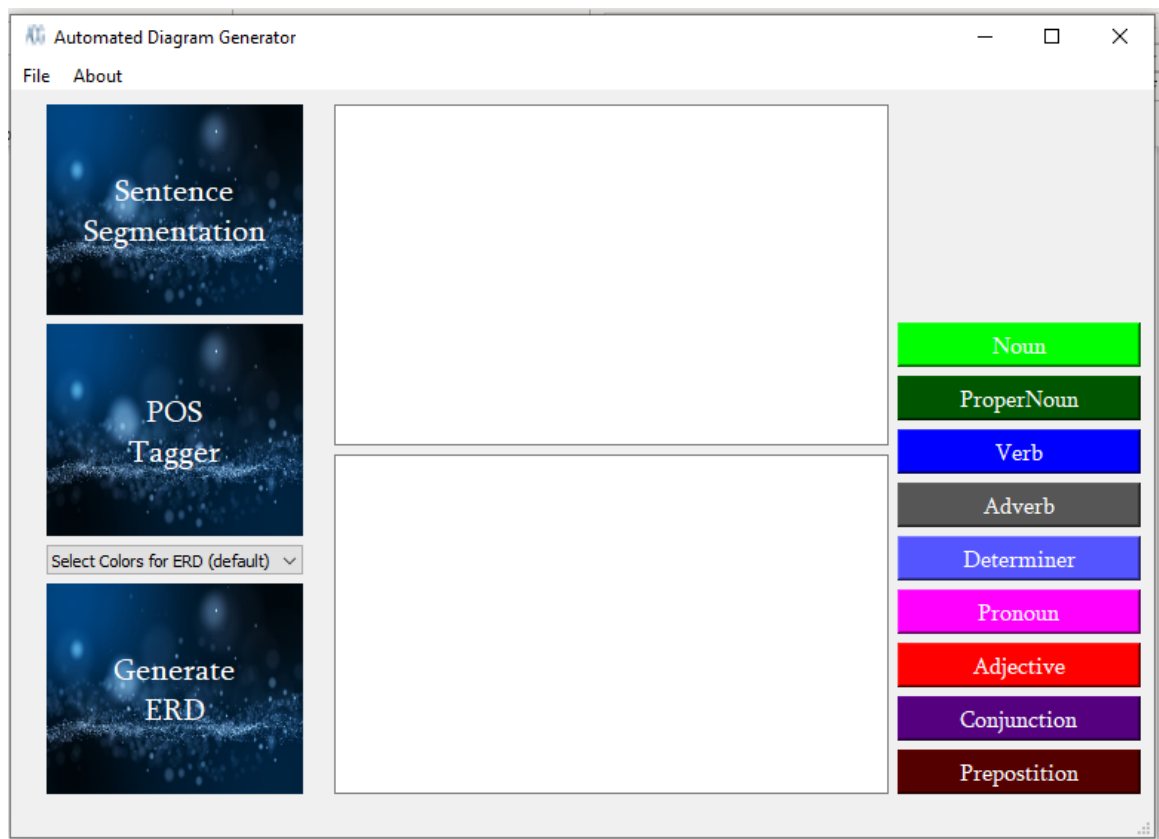 Automated Diagram Generator
File About
Sentence
Segmentation
POS
Tagger
Select Colors for ERD (default)
Generate
ERD
Noun
ProperNoun
Verb
Adverb
Determiner
Pronoun
Adjective
Conjunction
Prepostition